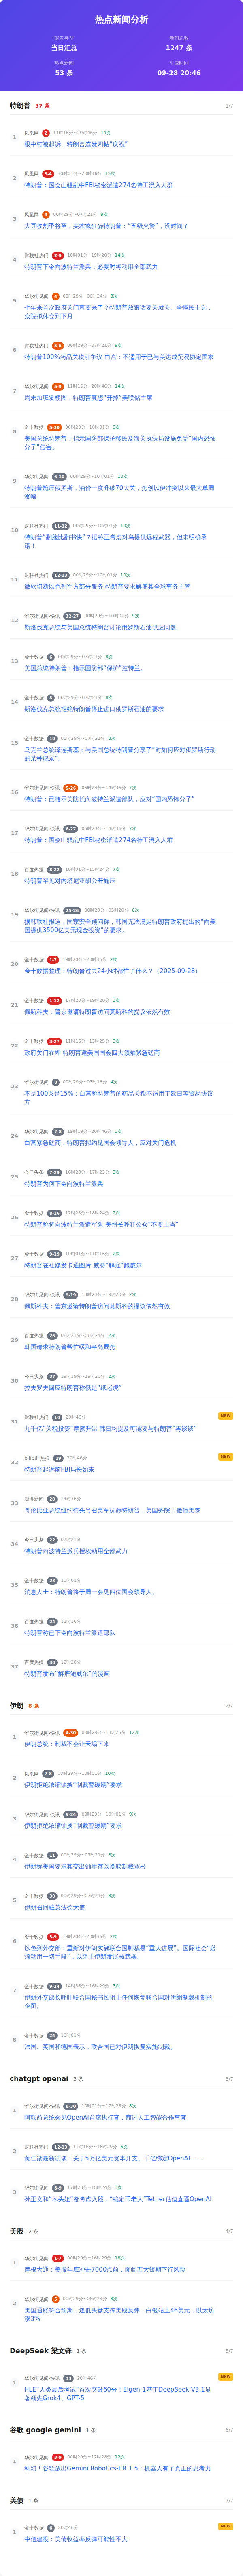 热点新闻分析
报告类型
新闻总数
当日汇总
1247 条
热点新闻
生成时间
53 条
09-28 20:46
特朗普 37 条 1/7
1
凤凰网 2 11时16分~20时46分 14次
眼中钉被起诉，特朗普连发四帖“庆祝”
2
凤凰网 3-4 10时01分~20时46分 15次
特朗普：国会山骚乱中FBI秘密派遣274名特工混入人群
3
凤凰网 4 00时29分~07时21分 9次
大豆收割季将至，美农疯狂@特朗普：“五级火警”，没时间了
4
财联社热门 2-9 10时01分~19时20分 14次
特朗普下令向波特兰派兵：必要时将动用全部武力
5
华尔街见闻 4 00时29分~06时24分 8次
七年来首次政府关门真要来了？特朗普放狠话要关就关、全怪民主党，
众院拟休会到下月
6
财联社热门 5-6 00时29分~07时21分 9次
特朗普100%药品关税引争议 白宫：不适用于已与美达成贸易协定国家
7
华尔街见闻 5-9 11时16分~20时46分 14次
周末加班发梗图，特朗普真想“开掉”美联储主席
8
金十数据 5-30 00时29分~10时01分 9次
美国总统特朗普：指示国防部保护移民及海关执法局设施免受“国内恐怖
分子”侵害。
9
华尔街见闻 6-10 00时29分~10时01分 10次
特朗普施压俄罗斯，油价一度升破70大关，势创以伊冲突以来最大单周
涨幅
10
财联社热门 11-12 00时29分~10时01分 10次
特朗普“翻脸比翻书快”？据称正考虑对乌提供远程武器，但未明确承
诺！
11
财联社热门 12-13 00时29分~10时01分 10次
微软切断以色列军方部分服务 特朗普要求解雇其全球事务主管
12
华尔街见闻-快讯 12-27 00时29分~10时01分 9次
斯洛伐克总统与美国总统特朗普讨论俄罗斯石油供应问题。
13
金十数据 6 00时29分~07时21分 8次
美国总统特朗普：指示国防部“保护”波特兰。
14
金十数据 8 00时29分~07时21分 8次
斯洛伐克总统拒绝特朗普停止进口俄罗斯石油的要求
15
金十数据 19 00时29分~07时21分 8次
乌克兰总统泽连斯基：与美国总统特朗普分享了“对如何应对俄罗斯行动
的某种愿景”。
16
华尔街见闻-快讯 5-26 06时24分~14时36分 7次
特朗普：已指示美防长向波特兰派遣部队，应对“国内恐怖分子”
17
华尔街见闻-快讯 6-27 06时24分~14时36分 7次
特朗普：国会山骚乱中FBI秘密派遣274名特工混入人群
18
百度热搜 8-23 10时01分~15时24分 7次
特朗普罕见对内塔尼亚胡公开施压
19
华尔街见闻-快讯 25-26 00时29分~05时20分 6次
据韩联社报道，国家安全顾问称，韩国无法满足特朗普政府提出的“向美
国提供3500亿美元现金投资”的要求。
20
金十数据 1-7 19时20分~20时46分 2次
金十数据整理：特朗普过去24小时都忙了什么？（2025-09-28）
21
金十数据 1-12 17时23分~19时20分 3次
佩斯科夫：普京邀请特朗普访问莫斯科的提议依然有效
22
金十数据 3-27 11时16分~13时25分 3次
政府关门在即 特朗普邀美国国会四大领袖紧急磋商
23
华尔街见闻 9 00时29分~03时18分 4次
不是100%是15%：白宫称特朗普的药品关税不适用于欧日等贸易协议
方
24
华尔街见闻 7-8 19时19分~20时46分 3次
白宫紧急磋商：特朗普拟约见国会领导人，应对关门危机
25
今日头条 7-29 16时28分~17时23分 3次
特朗普为何下令向波特兰派兵
26
金十数据 8-16 17时23分~18时24分 2次
特朗普称将向波特兰派遣军队 美州长呼吁公众“不要上当”
27
金十数据 9-19 10时01分~11时16分 2次
特朗普在社媒发卡通图片 威胁“解雇”鲍威尔
28
华尔街见闻-快讯 9-19 18时24分~19时20分 2次
佩斯科夫：普京邀请特朗普访问莫斯科的提议依然有效
29
百度热搜 26 06时23分~06时24分 2次
韩国请求特朗普帮忙缓和半岛局势
30
今日头条 27 19时19分~19时20分 2次
拉夫罗夫回应特朗普称俄是“纸老虎”
31
财联社热门 10 20时46分 NEW
九千亿“关税投资”摩擦升温 韩日均提及可能要与特朗普“再谈谈”
32
bilibili 热搜 19 20时46分 NEW
特朗普起诉前FBI局长始末
33
澎湃新闻 20 14时36分
哥伦比亚总统纽约街头号召美军抗命特朗普，美国务院：撤他美签
34
今日头条 22 07时21分
特朗普向波特兰派兵授权动用全部武力
35
金十数据 23 10时01分
消息人士：特朗普将于周一会见四位国会领导人。
36
百度热搜 24 11时16分
特朗普称已下令向波特兰派遣部队
37
百度热搜 30 12时28分
特朗普发布“解雇鲍威尔”的漫画
伊朗 8 条 2/7
1
华尔街见闻-快讯 4-30 00时29分~13时25分 12次
伊朗总统：制裁不会让天塌下来
2
凤凰网 7-8 00时29分~10时01分 10次
伊朗拒绝浓缩铀换“制裁暂缓期”要求
3
华尔街见闻-快讯 9-24 00时29分~10时01分 9次
伊朗拒绝浓缩铀换“制裁暂缓期”要求
4
金十数据 11 00时29分~07时21分 8次
伊朗称美国要求其交出铀库存以换取制裁宽松
5
金十数据 30 00时29分~07时21分 8次
伊朗召回驻英法德大使
6
金十数据 5-9 19时20分~20时46分 2次
以色列外交部：重新对伊朗实施联合国制裁是“重大进展”。国际社会“必
须动用一切手段”，以阻止伊朗发展核武器。
7
金十数据 9-24 14时36分~16时29分 3次
伊朗外交部长呼吁联合国秘书长阻止任何恢复联合国对伊朗制裁机制的
企图。
8
金十数据 24 10时01分
法国、英国和德国表示，联合国已对伊朗恢复实施制裁。
chatgpt openai 3 条 3/7
1
华尔街见闻-快讯 8-30 10时01分~17时23分 8次
阿联酋总统会见OpenAI首席执行官，商讨人工智能合作事宜
2
财联社热门 12-13 11时16分~16时29分 6次
黄仁勋最新访谈：关于5万亿美元资本开支、千亿绑定OpenAI……
3
华尔街见闻 8-9 17时23分~18时24分 3次
孙正义和“木头姐”都考虑入股，“稳定币老大”Tether估值直逼OpenAI
美股 2 条 4/7
1
华尔街见闻 1-7 00时29分~16时29分 18次
摩根大通：美股年底冲击7000点前，面临五大短期下行风险
2
华尔街见闻 5 00时29分~06时24分 8次
美国通胀符合预期，逢低买盘支撑美股反弹，白银站上46美元，以太坊
涨3%
DeepSeek 梁文锋 1 条 5/7
1
华尔街见闻-快讯 13 20时46分 NEW
HLE“人类最后考试”首次突破60分！Eigen-1基于DeepSeek V3.1显
著领先Grok4、GPT-5
谷歌 google gemini 1 条 6/7
1
华尔街见闻 3-8 00时29分~12时28分 12次
科幻！谷歌放出Gemini Robotics-ER 1.5：机器人有了真正的思考力
美债 1 条 7/7
1
金十数据 6 20时46分 NEW
中信建投：美债收益率反弹可能性不大